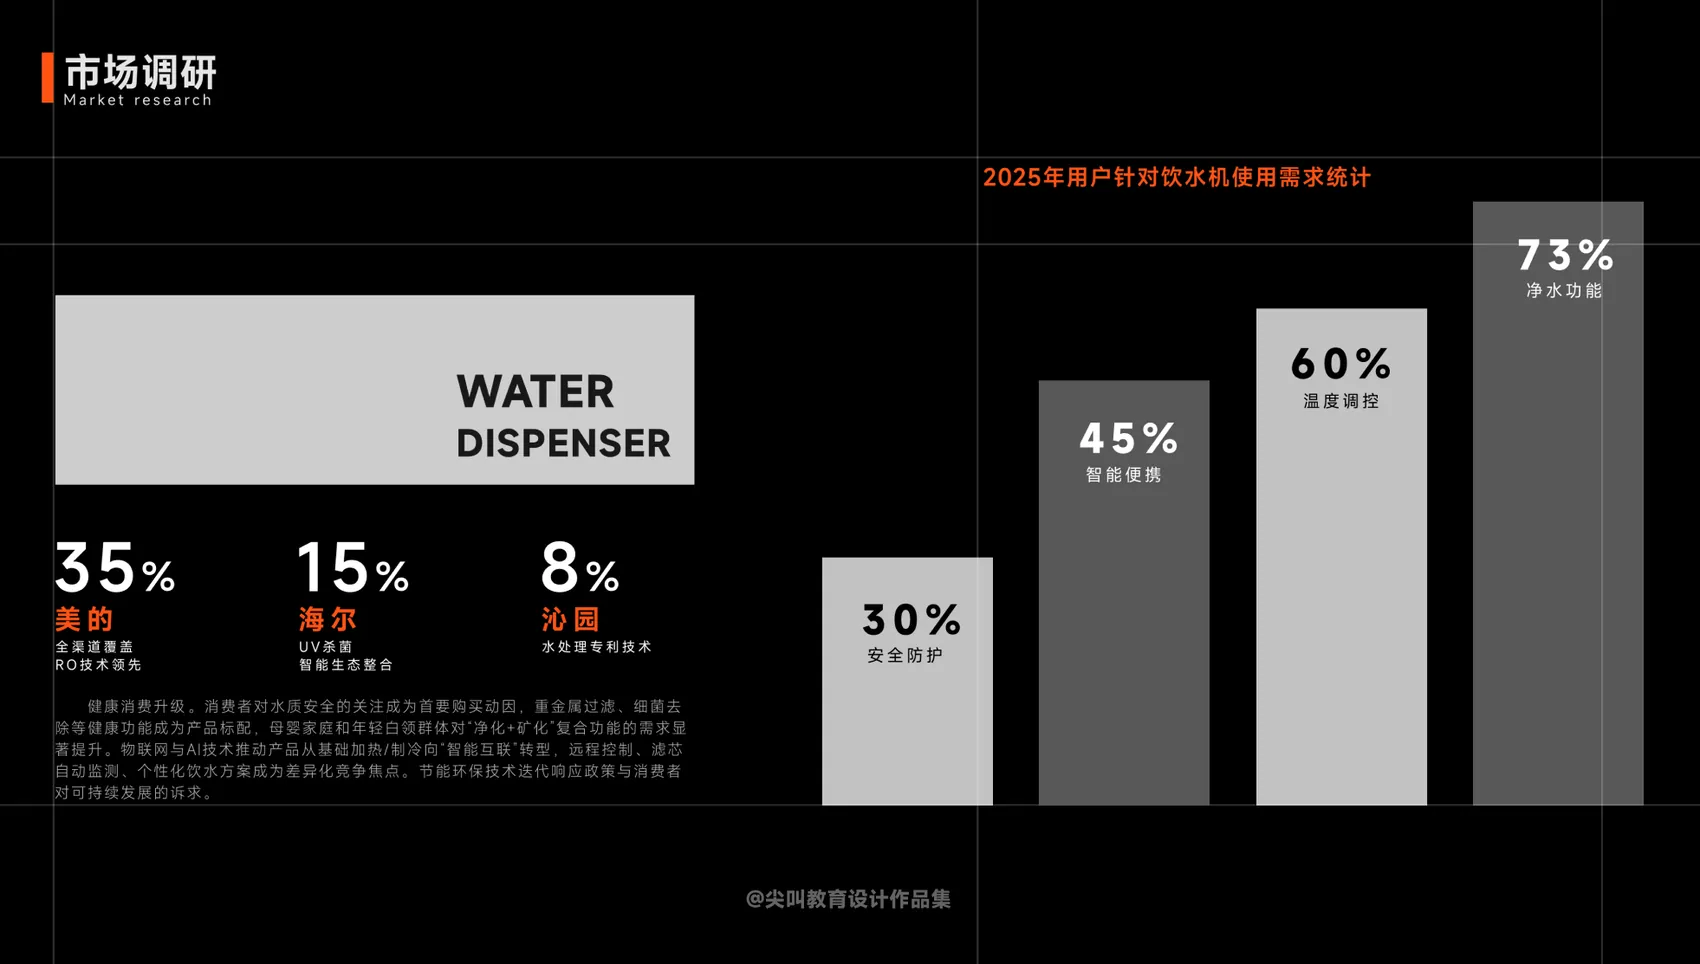 市场调研
Market research
2025年用户针对饮水机使用需求统计
WATER
DISPENSER
35%
美的
全渠道覆盖
RO技术领先
15%
海尔
UV杀菌
智能生态整合
8%
沁园
水处理专利技术
健康消费升级。消费者对水质安全的关注成为首要购买动因，重金属过滤、细菌去
除等健康功能成为产品标配，母婴家庭和年轻白领群体对“净化+矿化”复合功能的需求显
著提升。物联网与AI技术推动产品从基础加热/制冷向“智能互联”转型，远程控制、滤芯
自动监测、个性化饮水方案成为差异化竞争焦点。节能环保技术迭代响应政策与消费者
对可持续发展的诉求。
30%
安全防护
45%
智能便携
60%
温度调控
73%
净水功能
@尖叫教育设计作品集